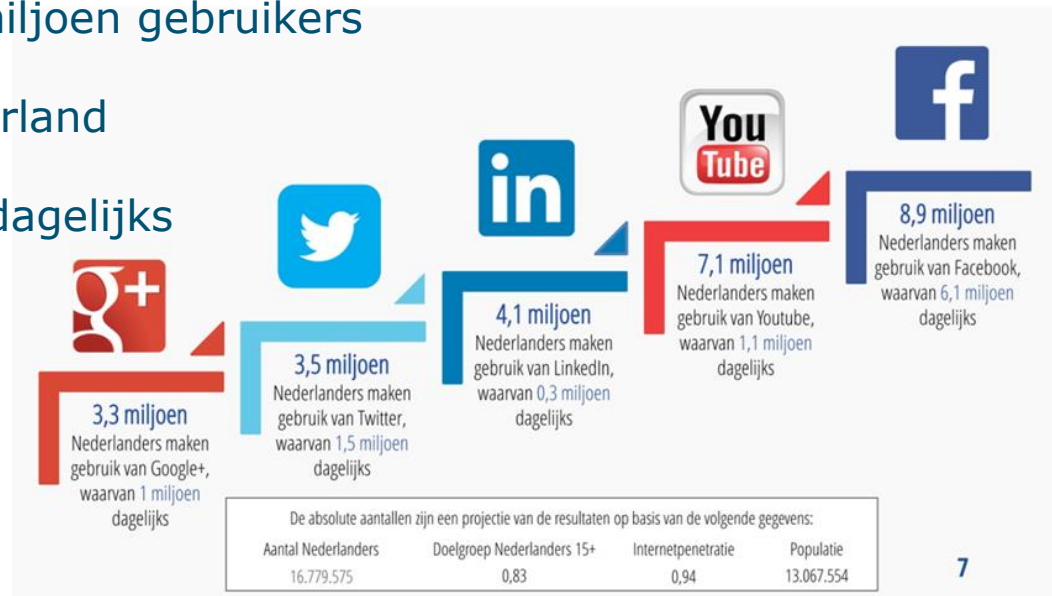 miljoen gebruikers
rland
dagelijks
g+
3,3 miljoen
Nederlanders maken
gebruik van Google+,
waarvan 1 miljoen
dagelijks
3,5 miljoen
Nederlanders maken
gebruik van Twitter,
waarvan 1,5 miljoen
dagelijks
in
4,1 miljoen
Nederlanders maken
gebruik van LinkedIn,
waarvan 0,3 miljoen
dagelijks
You
Tube
7,1 miljoen
Nederlanders maken
gebruik van Youtube,
waarvan 1,1 miljoen
dagelijks
f
8,9 miljoen
Nederlanders maken
gebruik van Facebook,
waarvan 6,1 miljoen
dagelijks
De absolute aantallen zijn een projectie van de resultaten op basis van de volgende gegevens:
Aantal Nederlanders Doelgroep Nederlanders 15+ Internetpenetratie Populatie
16.779.575 0,83 0,94 13.067.554
7